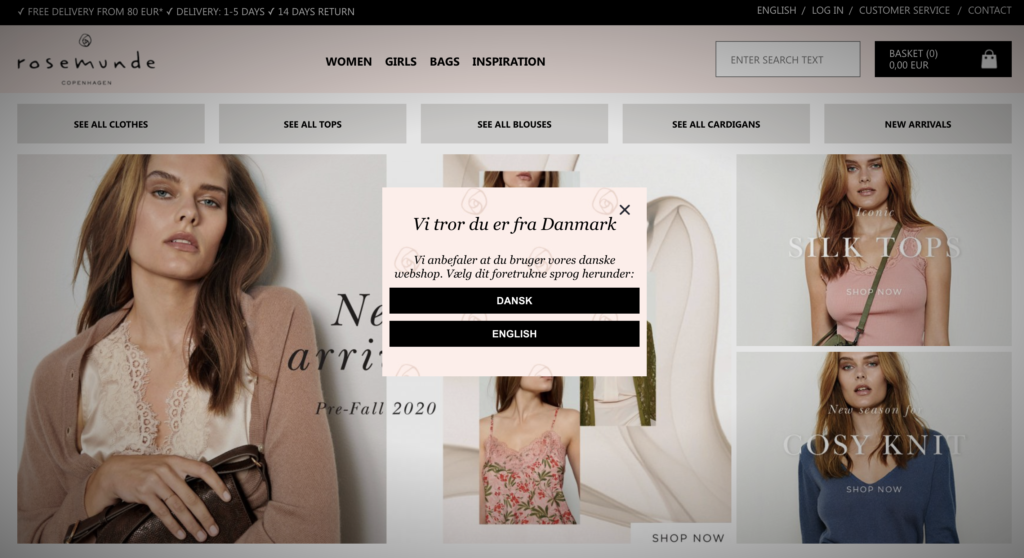 ✓ FREE DELIVERY FROM 80 EUR* ✓ DELIVERY: 1-5 DAYS ✓ 14 DAYS RETURN
ENGLISH / LOG IN / CUSTOMER SERVICE / CONTACT
rosemunde
COPENHAGEN
WOMEN GIRLS BAGS INSPIRATION
ENTER SEARCH TEXT
BASKET (0)
0,00 EUR
SEE ALL CLOTHES
SEE ALL TOPS
SEE ALL BLOUSES
SEE ALL CARDIGANS
NEW ARRIVALS
Vi tror du er fra Danmark
Vi anbefaler at du bruger vores danske
webshop. Vælg dit foretrukne sprog herunder:
DANSK
ENGLISH
Pre-Fall 2020
SHOP NOW
Iconic
SILK TOPS
SHOP NOW
New season for
COSY KNIT
SHOP NOW